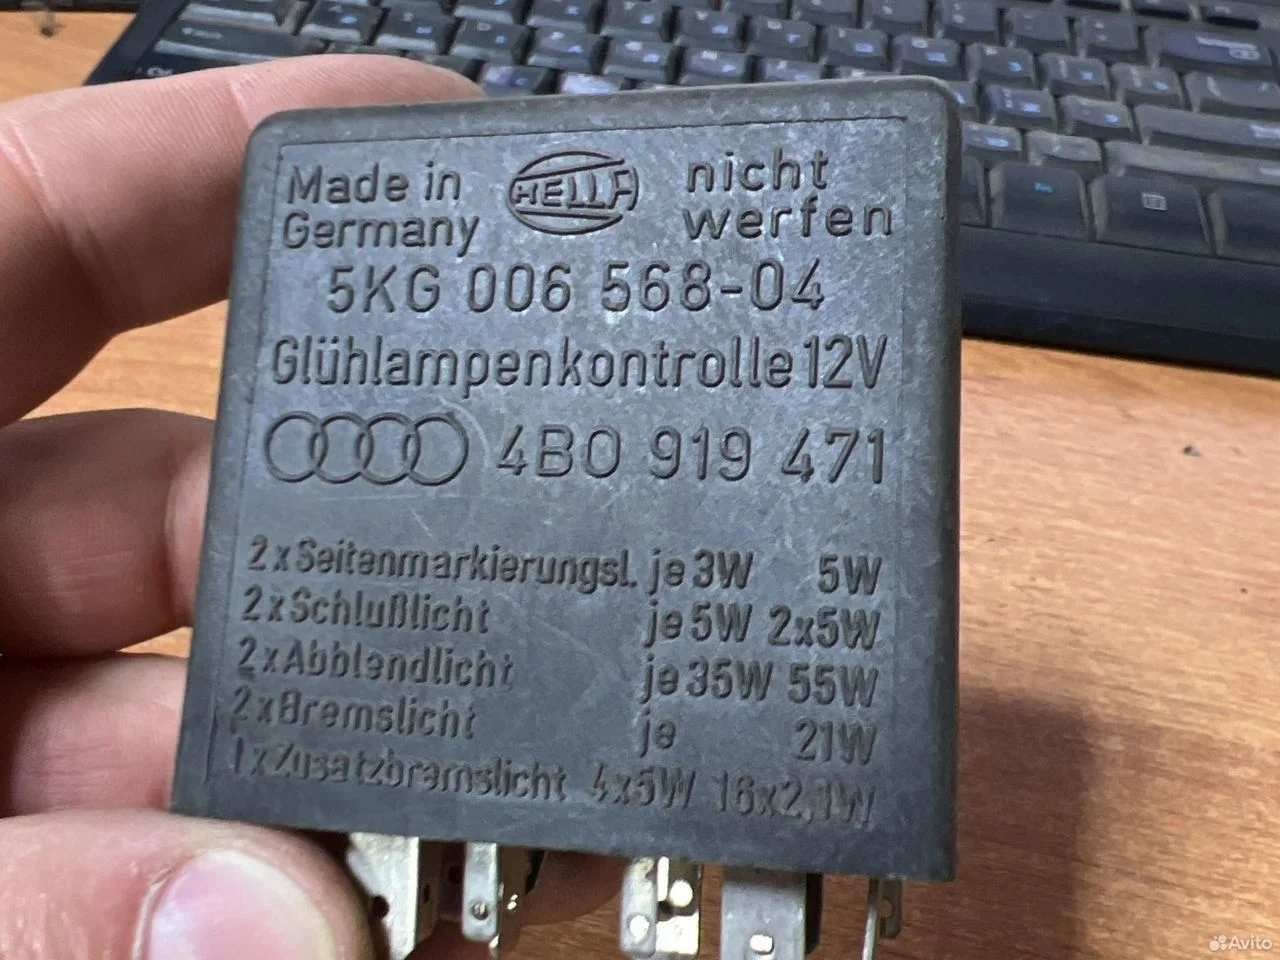 Made in Germany
HELLA
nicht werfen
5KG 006 568-04
Glühlampenkontrolle 12V
4B0 919 471
2xSeitenmarkierungsl. je 3W 5W
2xSchlußlicht je 5W 2x5W
2xAbblendlicht je 35W 55W
2xBremslicht je 21W
1xZusatzbremslicht 4x5W 16x2,1W
Avito